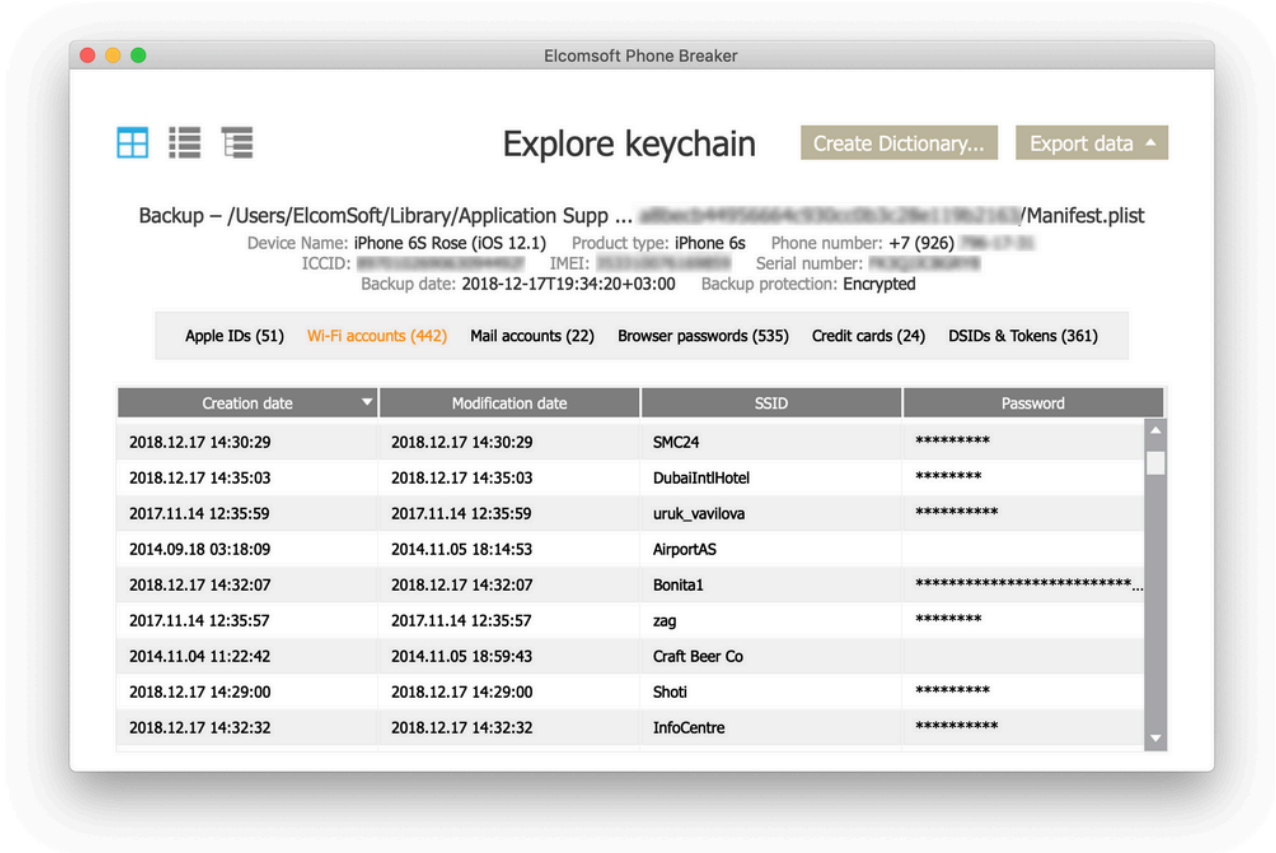 Elcomsoft Phone Breaker
Explore keychain
Create Dictionary...
Export data
Backup – /Users/ElcomSoft/Library/Application Supp ... /Manifest.plist
Device Name: iPhone 6S Rose (iOS 12.1) Product type: iPhone 6s Phone number: +7 (926)
ICCID: IMEI: Serial number:
Backup date: 2018-12-17T19:34:20+03:00 Backup protection: Encrypted
Apple IDs (51) Wi-Fi accounts (442) Mail accounts (22) Browser passwords (535) Credit cards (24) DSIDs & Tokens (361)
Creation date Modification date SSID Password
2018.12.17 14:30:29 2018.12.17 14:30:29 SMC24 *********
2018.12.17 14:35:03 2018.12.17 14:35:03 DubaiIntlHotel ********
2017.11.14 12:35:59 2017.11.14 12:35:59 uruk_vavilova **********
2014.09.18 03:18:09 2014.11.05 18:14:53 AirportAS
2018.12.17 14:32:07 2018.12.17 14:32:07 Bonita1 **************************...
2017.11.14 12:35:57 2017.11.14 12:35:57 zag ********
2014.11.04 11:22:42 2014.11.05 18:59:43 Craft Beer Co
2018.12.17 14:29:00 2018.12.17 14:29:00 Shoti *********
2018.12.17 14:32:32 2018.12.17 14:32:32 InfoCentre **********